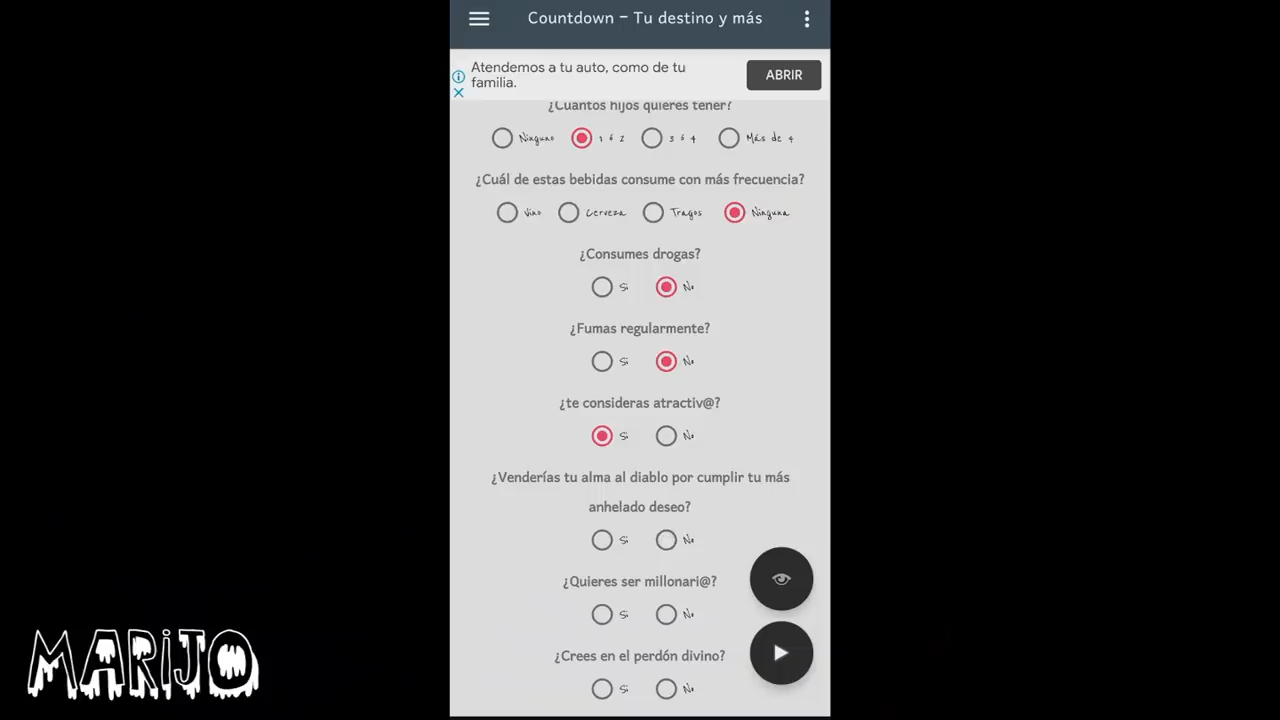 Countdown – Tu destino y más
Atendemos a tu auto, como de tu
familia.
ABRIR
¿Cuántos hijos quieres tener?
Ninguno 1 ó 2 3 ó 4 Más de 4
¿Cuál de estas bebidas consume con más frecuencia?
Vino Cerveza Tragos Ninguna
¿Consumes drogas?
Si No
¿Fumas regularmente?
Si No
¿te consideras atractiv@?
Si No
¿Venderías tu alma al diablo por cumplir tu más
anhelado deseo?
Si No
¿Quieres ser millonari@?
Si No
¿Crees en el perdón divino?
Si No
MARIJO